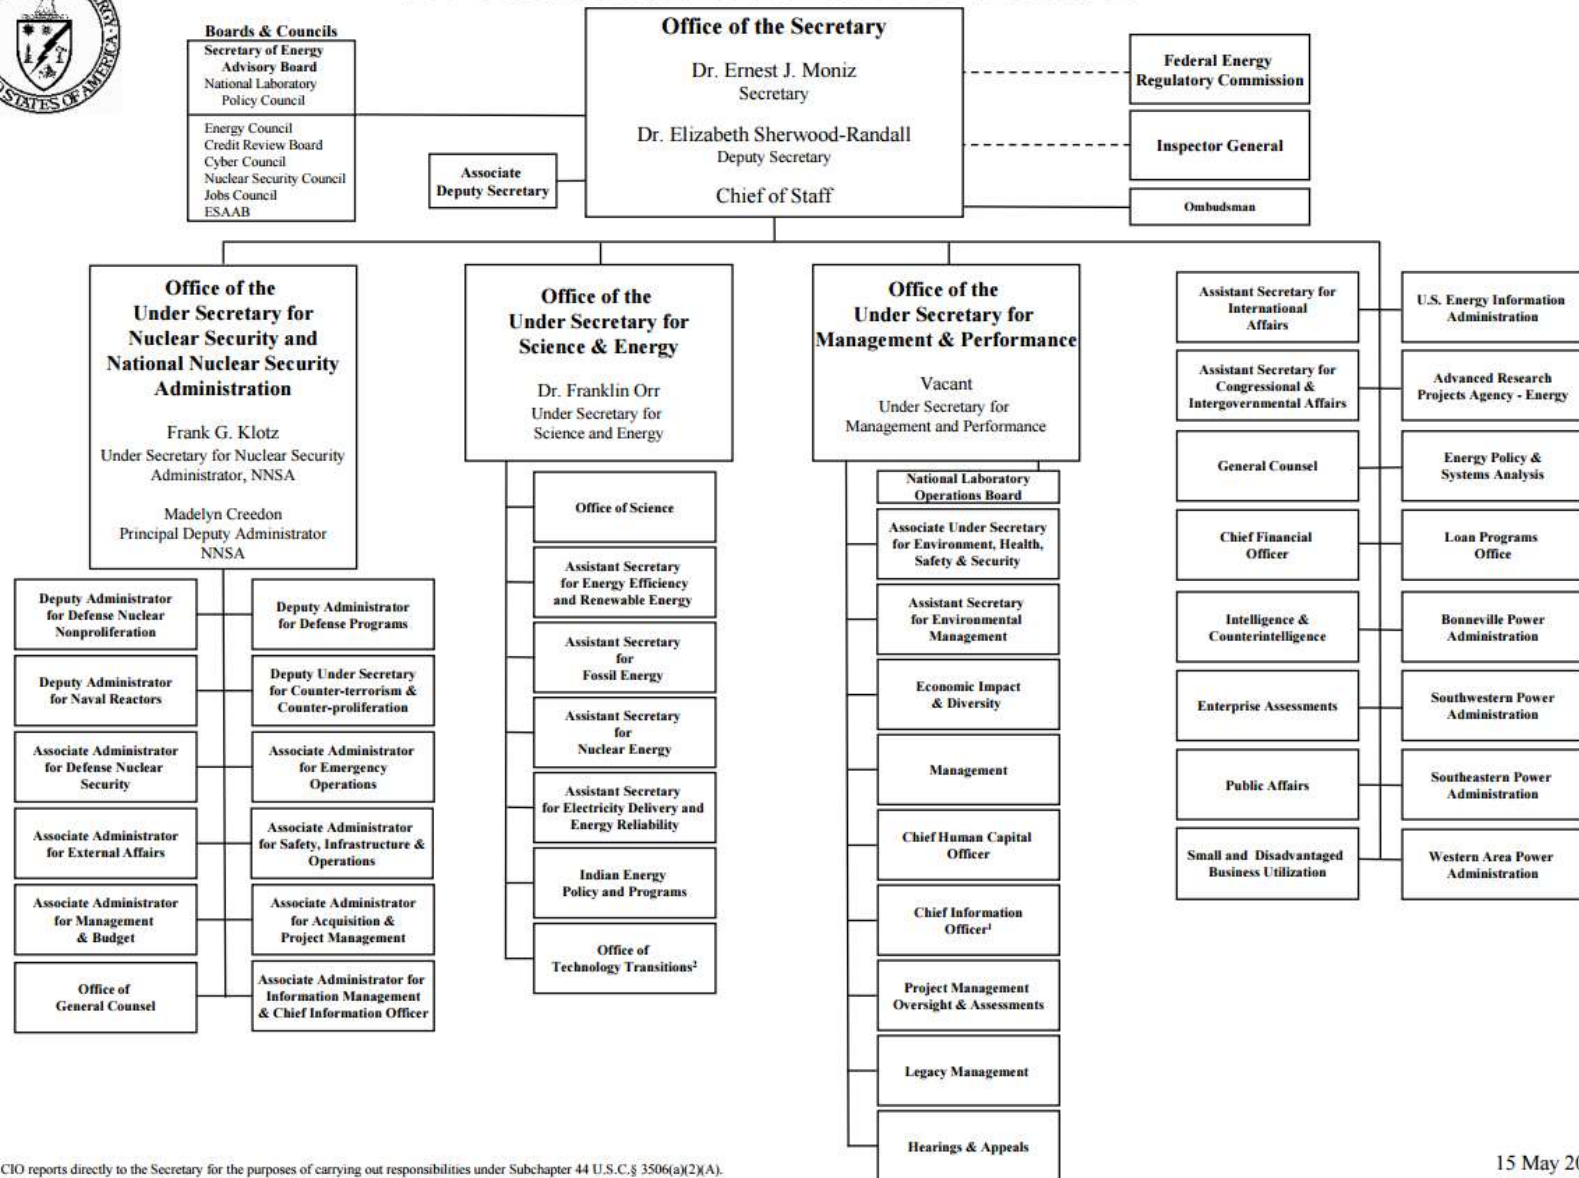 ERGY
STATES OF AMERICA
Boards & Councils
Secretary of Energy
Advisory Board
National Laboratory
Policy Council
Energy Council
Credit Review Board
Cyber Council
Nuclear Security Council
Jobs Council
ESAAB
Associate
Deputy Secretary
Office of the Secretary
Dr. Ernest J. Moniz
Secretary
Dr. Elizabeth Sherwood-Randall
Deputy Secretary
Chief of Staff
Federal Energy
Regulatory Commission
Inspector General
Ombudsman
Office of the
Under Secretary for
Nuclear Security and
National Nuclear Security
Administration
Frank G. Klotz
Under Secretary for Nuclear Security
Administrator, NNSA
Madelyn Creedon
Principal Deputy Administrator
NNSA
Deputy Administrator
for Defense Nuclear
Nonproliferation
Deputy Administrator
for Defense Programs
Deputy Administrator
for Naval Reactors
Deputy Under Secretary
for Counter-terrorism &
Counter-proliferation
Associate Administrator
for Defense Nuclear
Security
Associate Administrator
for Emergency
Operations
Associate Administrator
for External Affairs
Associate Administrator
for Safety, Infrastructure &
Operations
Associate Administrator
for Management
& Budget
Associate Administrator
for Acquisition &
Project Management
Office of
General Counsel
Associate Administrator for
Information Management
& Chief Information Officer
Office of the
Under Secretary for
Science & Energy
Dr. Franklin Orr
Under Secretary for
Science and Energy
Office of Science
Assistant Secretary
for Energy Efficiency
and Renewable Energy
Assistant Secretary
for
Fossil Energy
Assistant Secretary
for
Nuclear Energy
Assistant Secretary
for Electricity Delivery and
Energy Reliability
Indian Energy
Policy and Programs
Office of
Technology Transitions²
Office of the
Under Secretary for
Management & Performance
Vacant
Under Secretary for
Management and Performance
National Laboratory
Operations Board
Associate Under Secretary
for Environment, Health,
Safety & Security
Assistant Secretary
for Environmental
Management
Economic Impact
& Diversity
Management
Chief Human Capital
Officer
Chief Information
Officer¹
Project Management
Oversight & Assessments
Legacy Management
Hearings & Appeals
Assistant Secretary for
International
Affairs
U.S. Energy Information
Administration
Assistant Secretary for
Congressional &
Intergovernmental Affairs
Advanced Research
Projects Agency - Energy
General Counsel
Energy Policy &
Systems Analysis
Chief Financial
Officer
Loan Programs
Office
Intelligence &
Counterintelligence
Bonneville Power
Administration
Enterprise Assessments
Southwestern Power
Administration
Public Affairs
Southeastern Power
Administration
Small and Disadvantaged
Business Utilization
Western Area Power
Administration
CIO reports directly to the Secretary for the purposes of carrying out responsibilities under Subchapter 44 U.S.C.§ 3506(a)(2)(A).
15 May 20